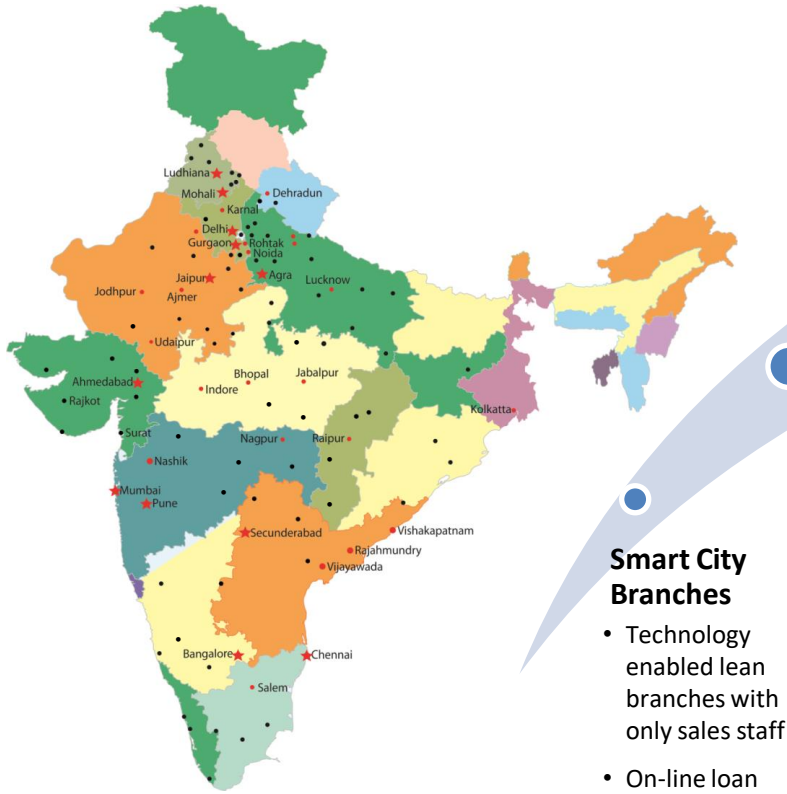 Ludhiana
Mohali
Dehradun
Karnal
Delhi
Gurgaon
Rohtak
Noida
Jaipur
Agra
Jodhpur
Ajmer
Lucknow
Udaipur
Ahmedabad
Bhopal
Jabalpur
Indore
Rajkot
Surat
Nagpur
Raipur
Kolkatta
Nashik
Mumbai
Pune
Secunderabad
Vishakapatnam
Rajahmundry
Vijayawada
Bangalore
Chennai
Salem
Smart City
Branches
• Technology
enabled lean
branches with
only sales staff
• On-line loan